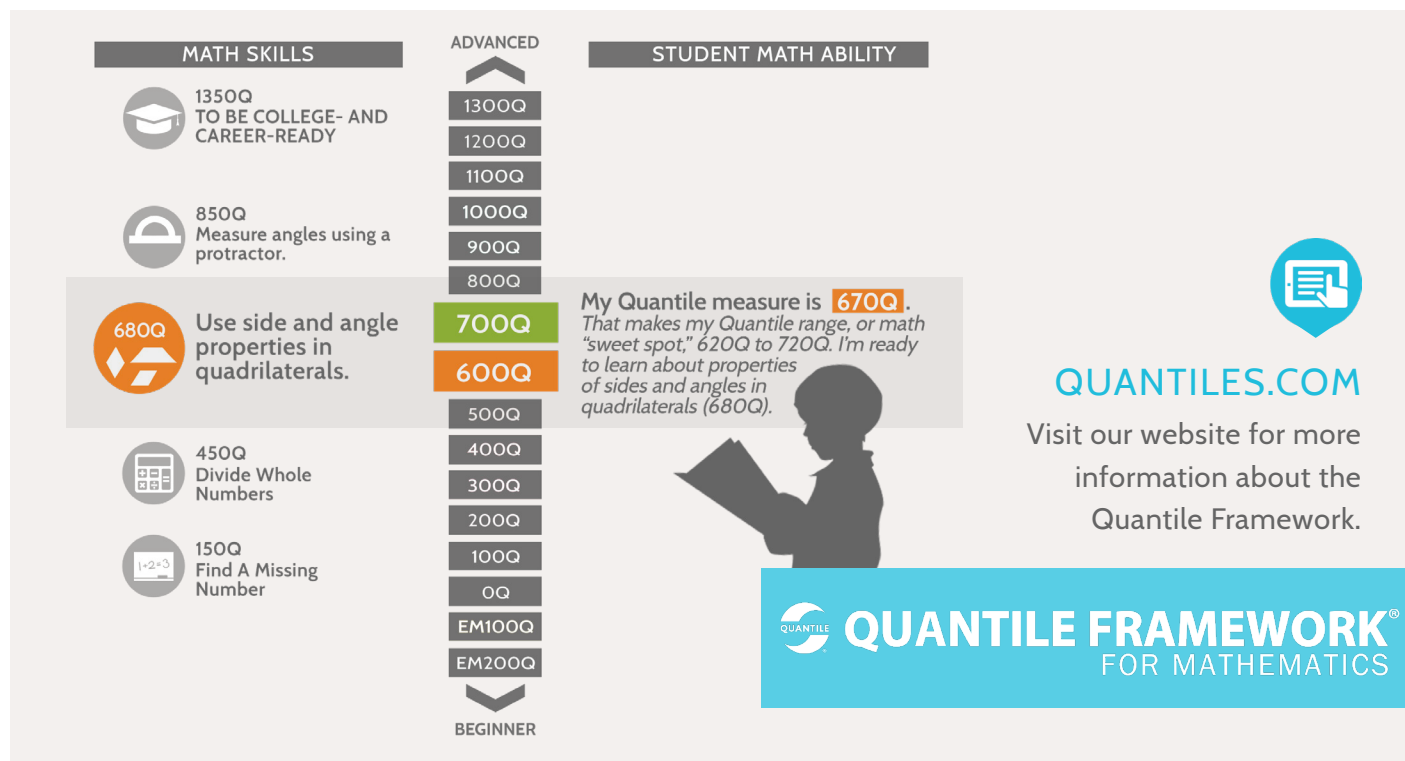 MATH SKILLS
1350Q
TO BE COLLEGE- AND
CAREER-READY
850Q
Measure angles using a
protractor.
680Q
Use side and angle
properties in
quadrilaterals.
450Q
Divide Whole
Numbers
150Q
1+2=3
Find A Missing
Number
ADVANCED
1300Q
1200Q
1100Q
1000Q
900Q
800Q
700Q
600Q
500Q
400Q
300Q
200Q
100Q
0Q
EM100Q
EM200Q
BEGINNER
STUDENT MATH ABILITY
My Quantile measure is 670Q.
That makes my Quantile range, or math
“sweet spot,” 620Q to 720Q. I’m ready
to learn about properties
of sides and angles in
quadrilaterals (680Q).
QUANTILES.COM
Visit our website for more
information about the
Quantile Framework.
QUANTILE
QUANTILE FRAMEWORK®
FOR MATHEMATICS